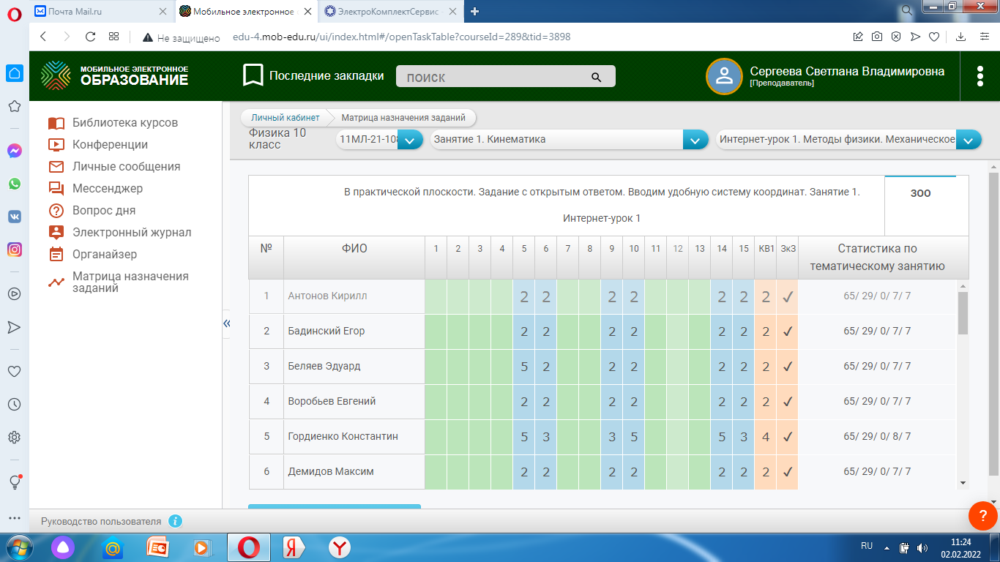 Почта Mail.ru
Мобильное электронное
ЭлектроКомплектСервис
Не защищено edu-4.mob-edu.ru/ui/index.html#/openTaskTable?courseId=289&tid=3898
МОБИЛЬНОЕ ЭЛЕКТРОННОЕ
ОБРАЗОВАНИЕ
Последние закладки
поиск
Сергеева Светлана Владимировна
[Преподаватель]
Библиотека курсов
Конференции
Личные сообщения
Мессенджер
Вопрос дня
Электронный журнал
Органайзер
Матрица назначения
заданий
Личный кабинет Матрица назначения заданий
Физика 10
класс
11МЛ-21-108
Занятие 1. Кинематика
Интернет-урок 1. Методы физики. Механическое
В практической плоскости. Задание с открытым ответом. Вводим удобную систему координат. Занятие 1.
Интернет-урок 1
ЗОО
№ ФИО 1 2 3 4 5 6 7 8 9 10 11 12 13 14 15 КВ1 ЭкЗ Статистика по
тематическому занятию
1 Антонов Кирилл 2 2 2 2 2 2 2 ✓ 65/ 29/ 0/ 7/ 7
2 Бадинский Егор 2 2 2 2 2 2 2 ✓ 65/ 29/ 0/ 7/ 7
3 Беляев Эдуард 5 2 2 2 2 2 2 ✓ 65/ 29/ 0/ 7/ 7
4 Воробьев Евгений 2 2 2 2 2 2 2 ✓ 65/ 29/ 0/ 7/ 7
5 Гордиенко Константин 5 3 3 5 5 3 4 ✓ 65/ 29/ 0/ 8/ 7
6 Демидов Максим 2 2 2 2 2 2 2 ✓ 65/ 29/ 0/ 7/ 7
Руководство пользователя
RU
11:24
02.02.2022